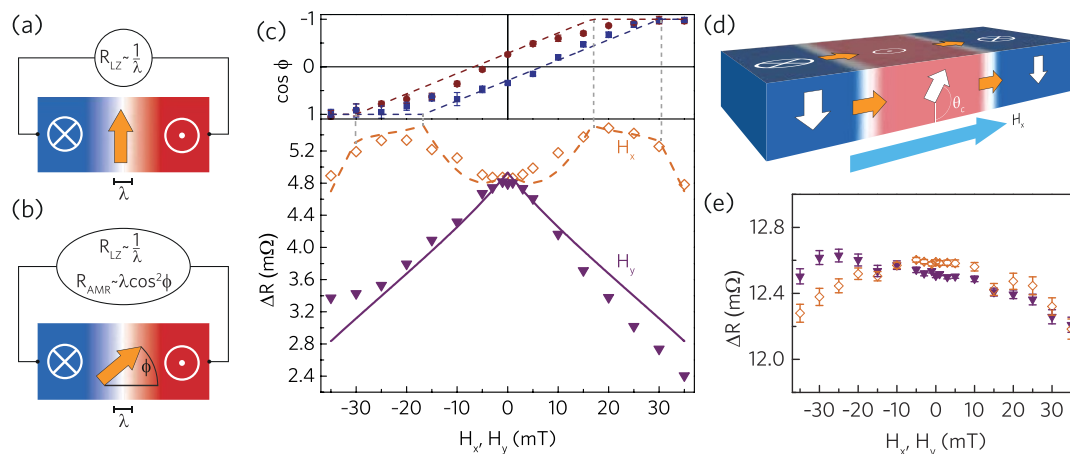 (a)
R_LZ ~ 1/λ
λ
(b)
R_LZ ~ 1/λ
R_AMR ~ λcos²ϕ
ϕ
λ
(c)
cos ϕ
-1
0
1
5.2
4.8
4.4
4.0
3.6
3.2
2.8
2.4
ΔR (mΩ)
H_x
H_y
-30 -20 -10 0 10 20 30
H_x, H_y (mT)
(d)
θ_c
H_x
(e)
12.8
12.4
12.0
ΔR (mΩ)
-30 -20 -10 0 10 20 30
H_x, H_y (mT)